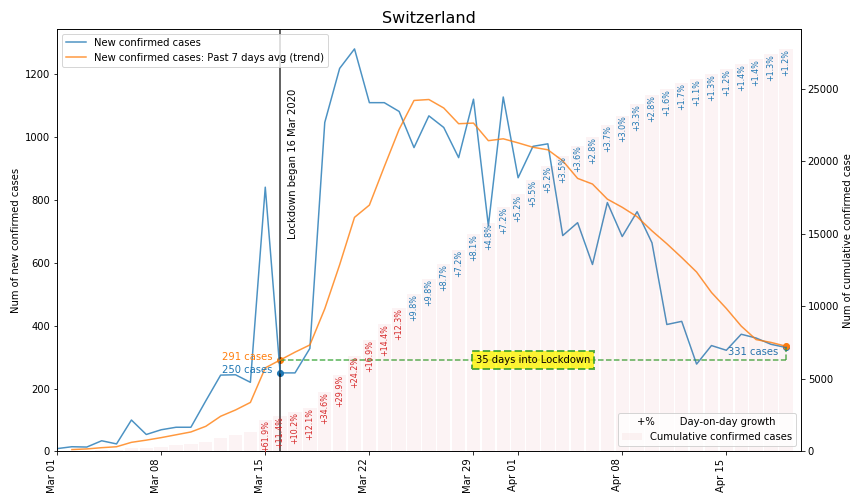 Switzerland
New confirmed cases
New confirmed cases: Past 7 days avg (trend)
Lockdown began 16 Mar 2020
Num of new confirmed cases
Num of cumulative confirmed case
1200
1000
800
600
400
200
0
25000
20000
15000
10000
5000
0
291 cases
250 cases
35 days into Lockdown
331 cases
+61.9%
+31.4%
+10.2%
+12.1%
+34.6%
+29.9%
+24.2%
+16.9%
+14.4%
+12.3%
+9.8%
+9.8%
+8.7%
+7.2%
+8.1%
+4.8%
+7.2%
+5.2%
+5.5%
+5.2%
+3.5%
+3.6%
+2.8%
+3.7%
+3.0%
+3.3%
+2.8%
+1.6%
+1.7%
+1.1%
+1.3%
+1.2%
+1.4%
+1.4%
+1.3%
+1.2%
+% Day-on-day growth
Cumulative confirmed cases
Mar 01
Mar 08
Mar 15
Mar 22
Mar 29
Apr 01
Apr 08
Apr 15